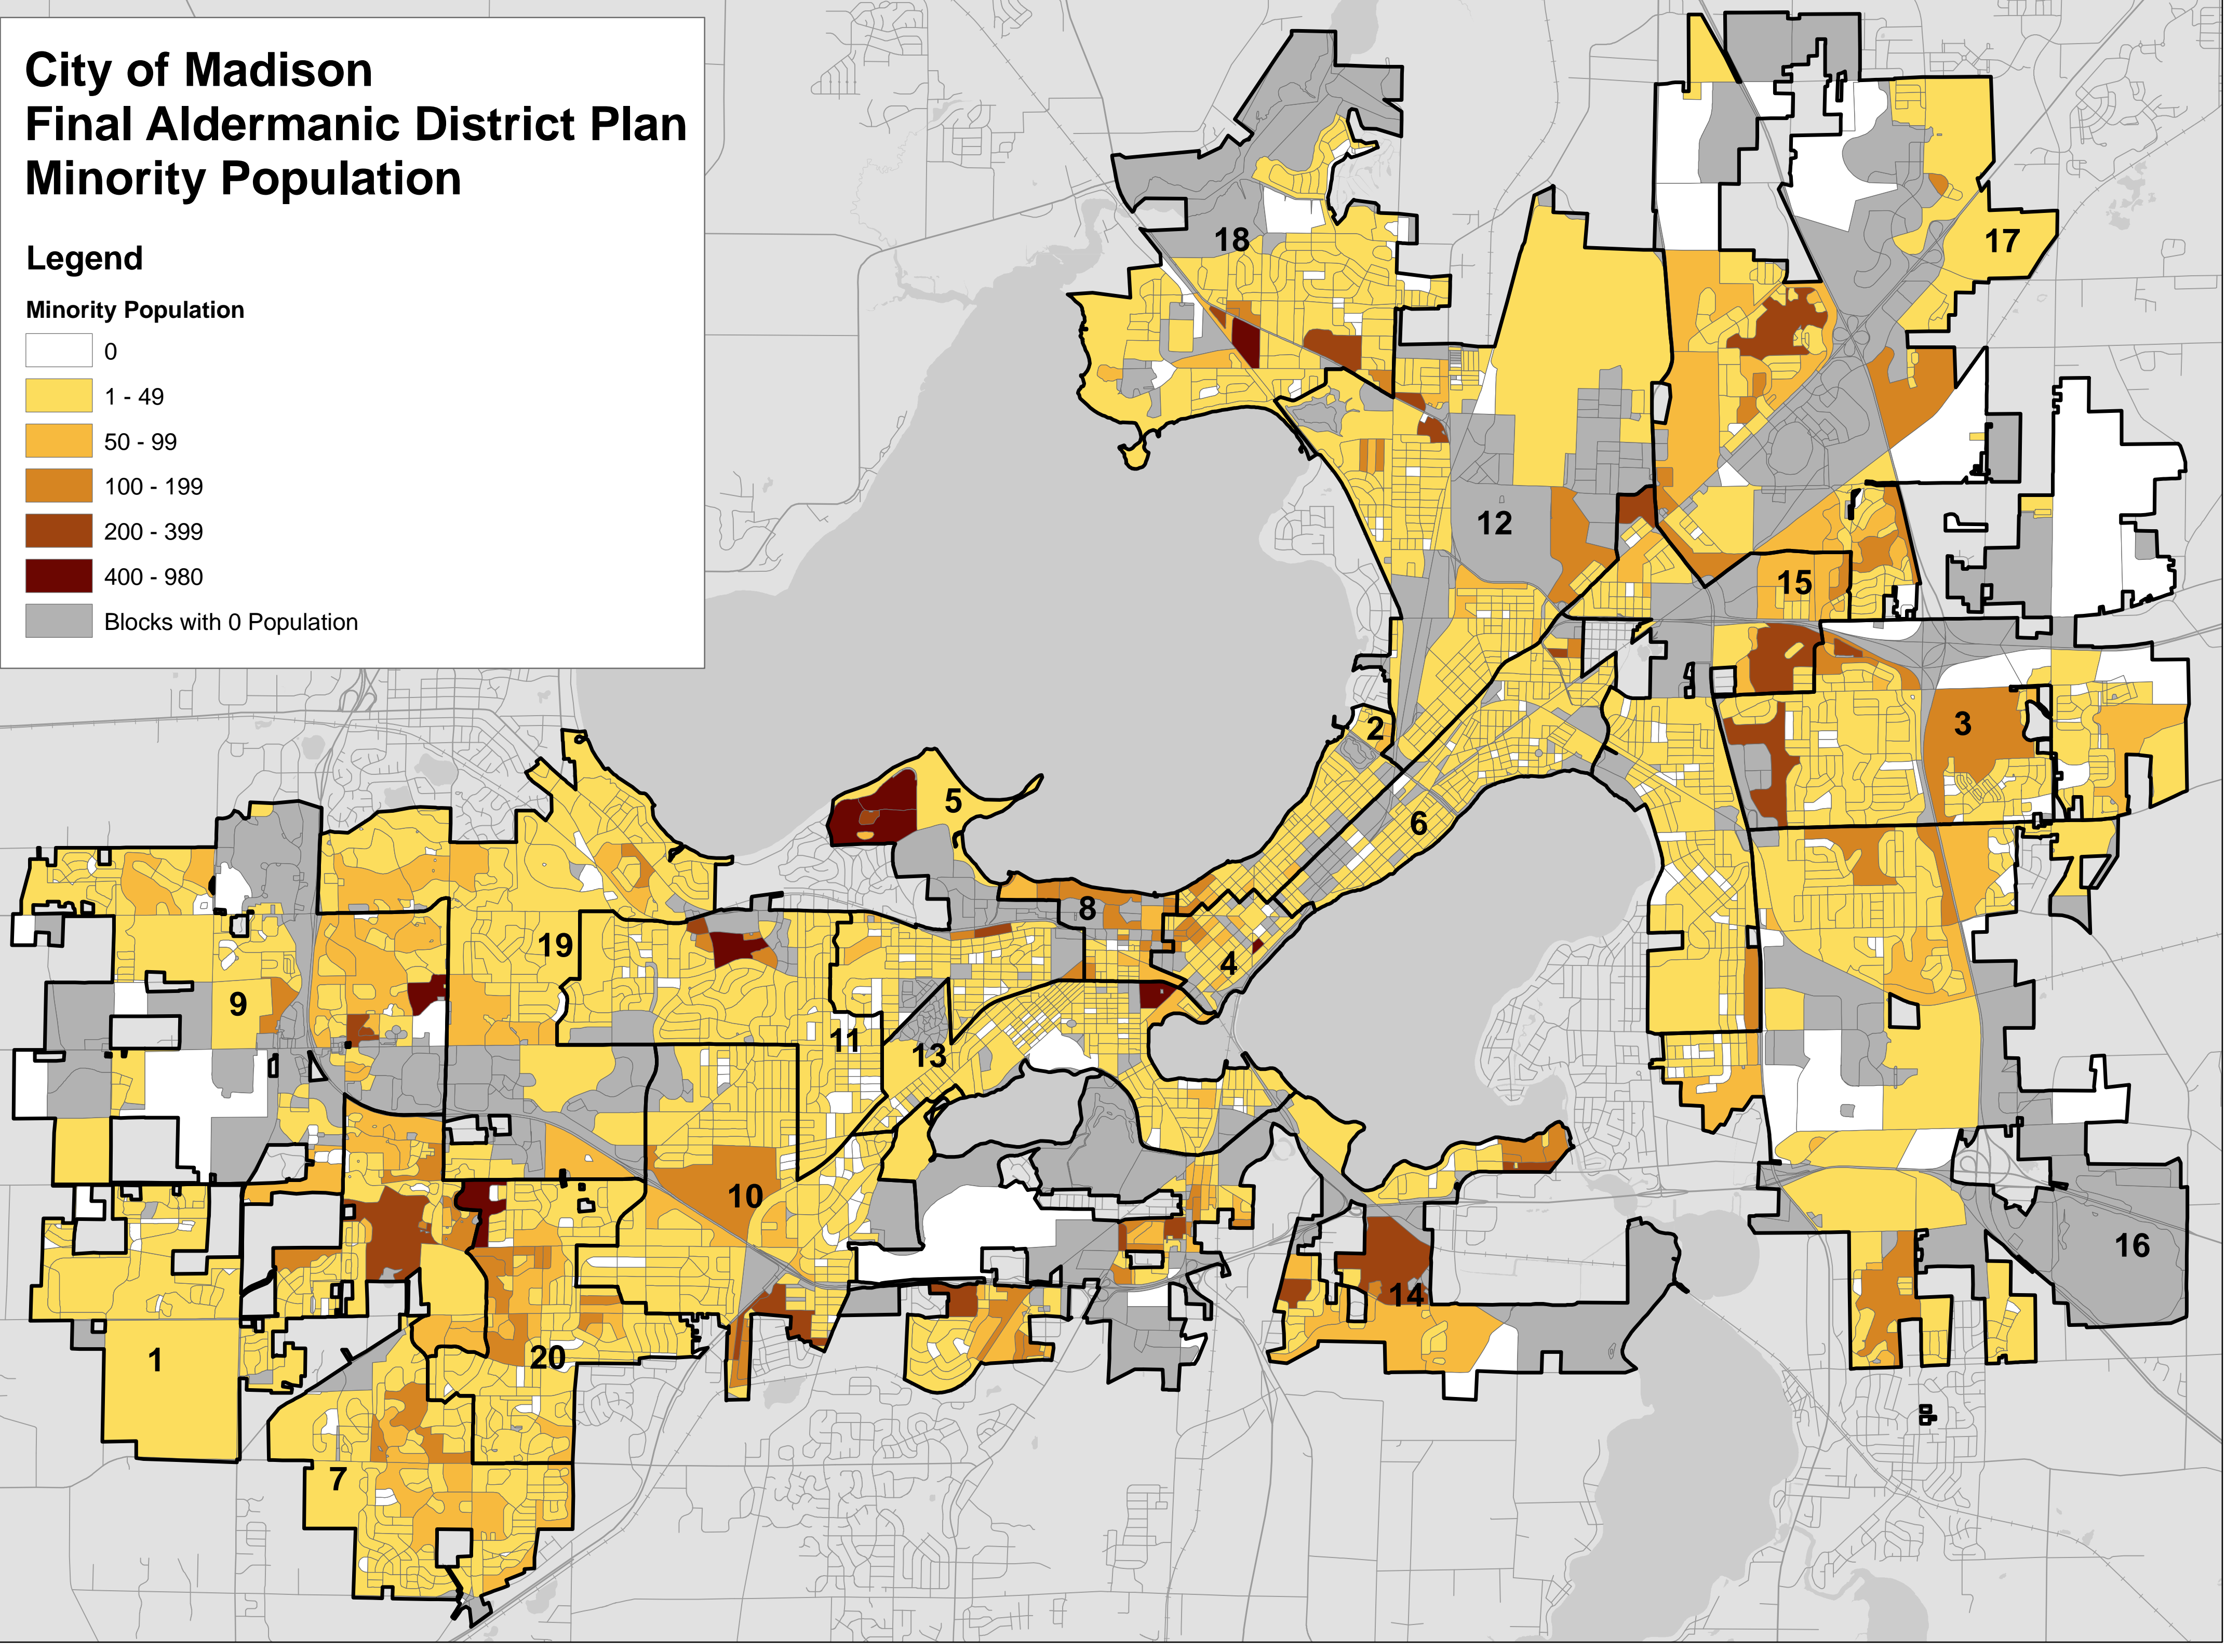 City of Madison
Final Aldermanic District Plan
Minority Population
Legend
Minority Population
0
1 - 49
50 - 99
100 - 199
200 - 399
400 - 980
Blocks with 0 Population
18
17
12
15
2
3
5
6
8
19
4
9
11
13
10
16
14
1
20
7